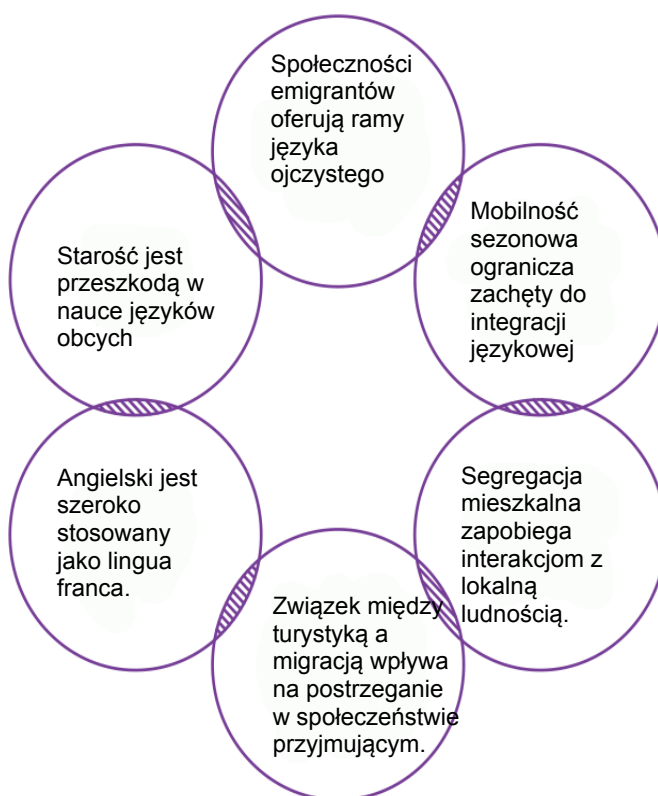 Społeczności
emigrantów
oferują ramy
języka
ojczystego
Mobilność
sezonowa
ogranicza
zachęty do
integracji
językowej
Segregacja
mieszkalna
zapobiega
interakcjom z
lokalną
ludnością.
Związek między
turystyką a
migracją wpływa
na postrzeganie
w społeczeństwie
przyjmującym.
Angielski jest
szeroko
stosowany
jako lingua
franca.
Starość jest
przeszkodą w
nauce języków
obcych